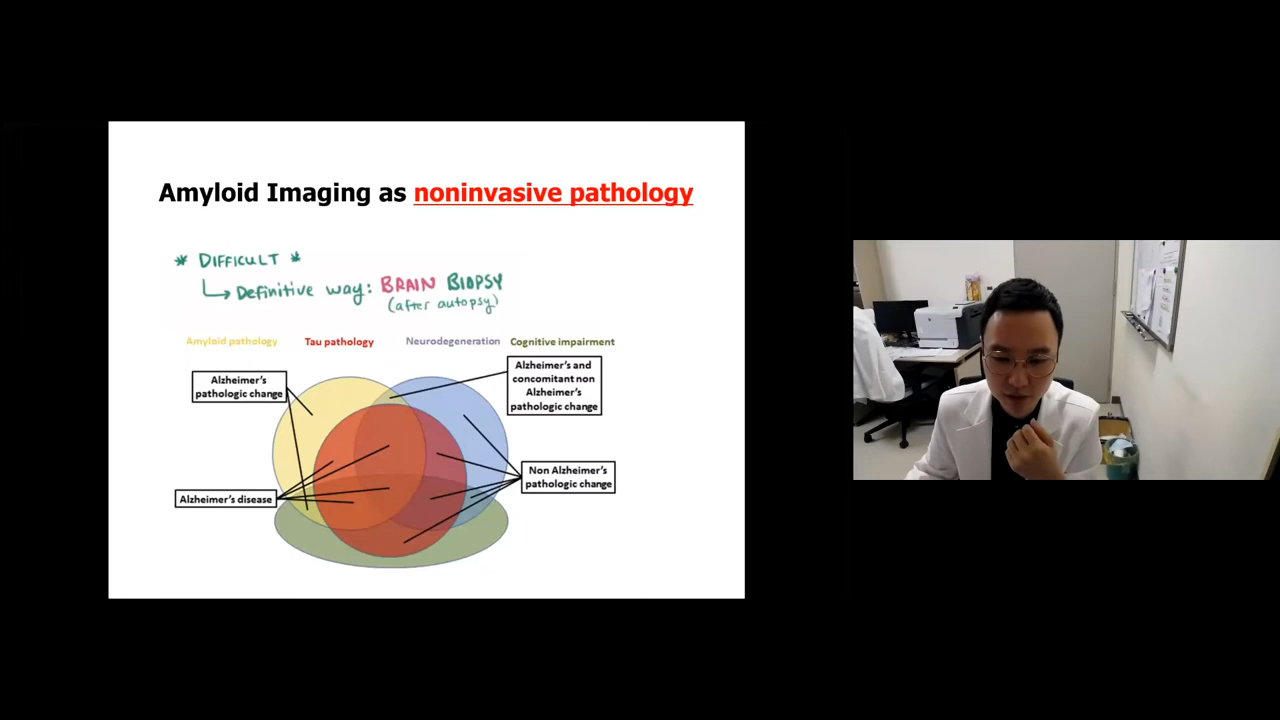 Amyloid Imaging as noninvasive pathology
* DIFFICULT *
Definitive way: BRAIN BIOPSY
(after autopsy)
Amyloid pathology Tau pathology Neurodegeneration Cognitive impairment
Alzheimer's
pathologic change
Alzheimer's and
concomitant non
Alzheimer's
pathologic change
Alzheimer's disease
Non Alzheimer's
pathologic change